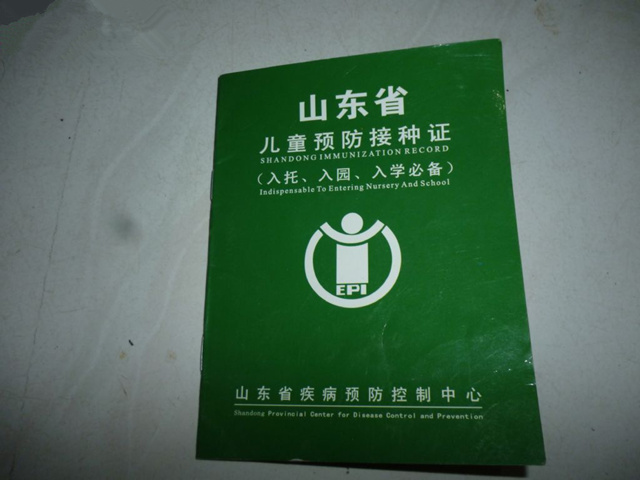 山东省
儿童预防接种证
SHANDONG IMMUNIZATION RECORD
（入托、入园、入学必备）
Indispensable To Entering Nursery And School
EPI
山东省疾病预防控制中心
Shandong Provincial Center for Disease Control and Prevention